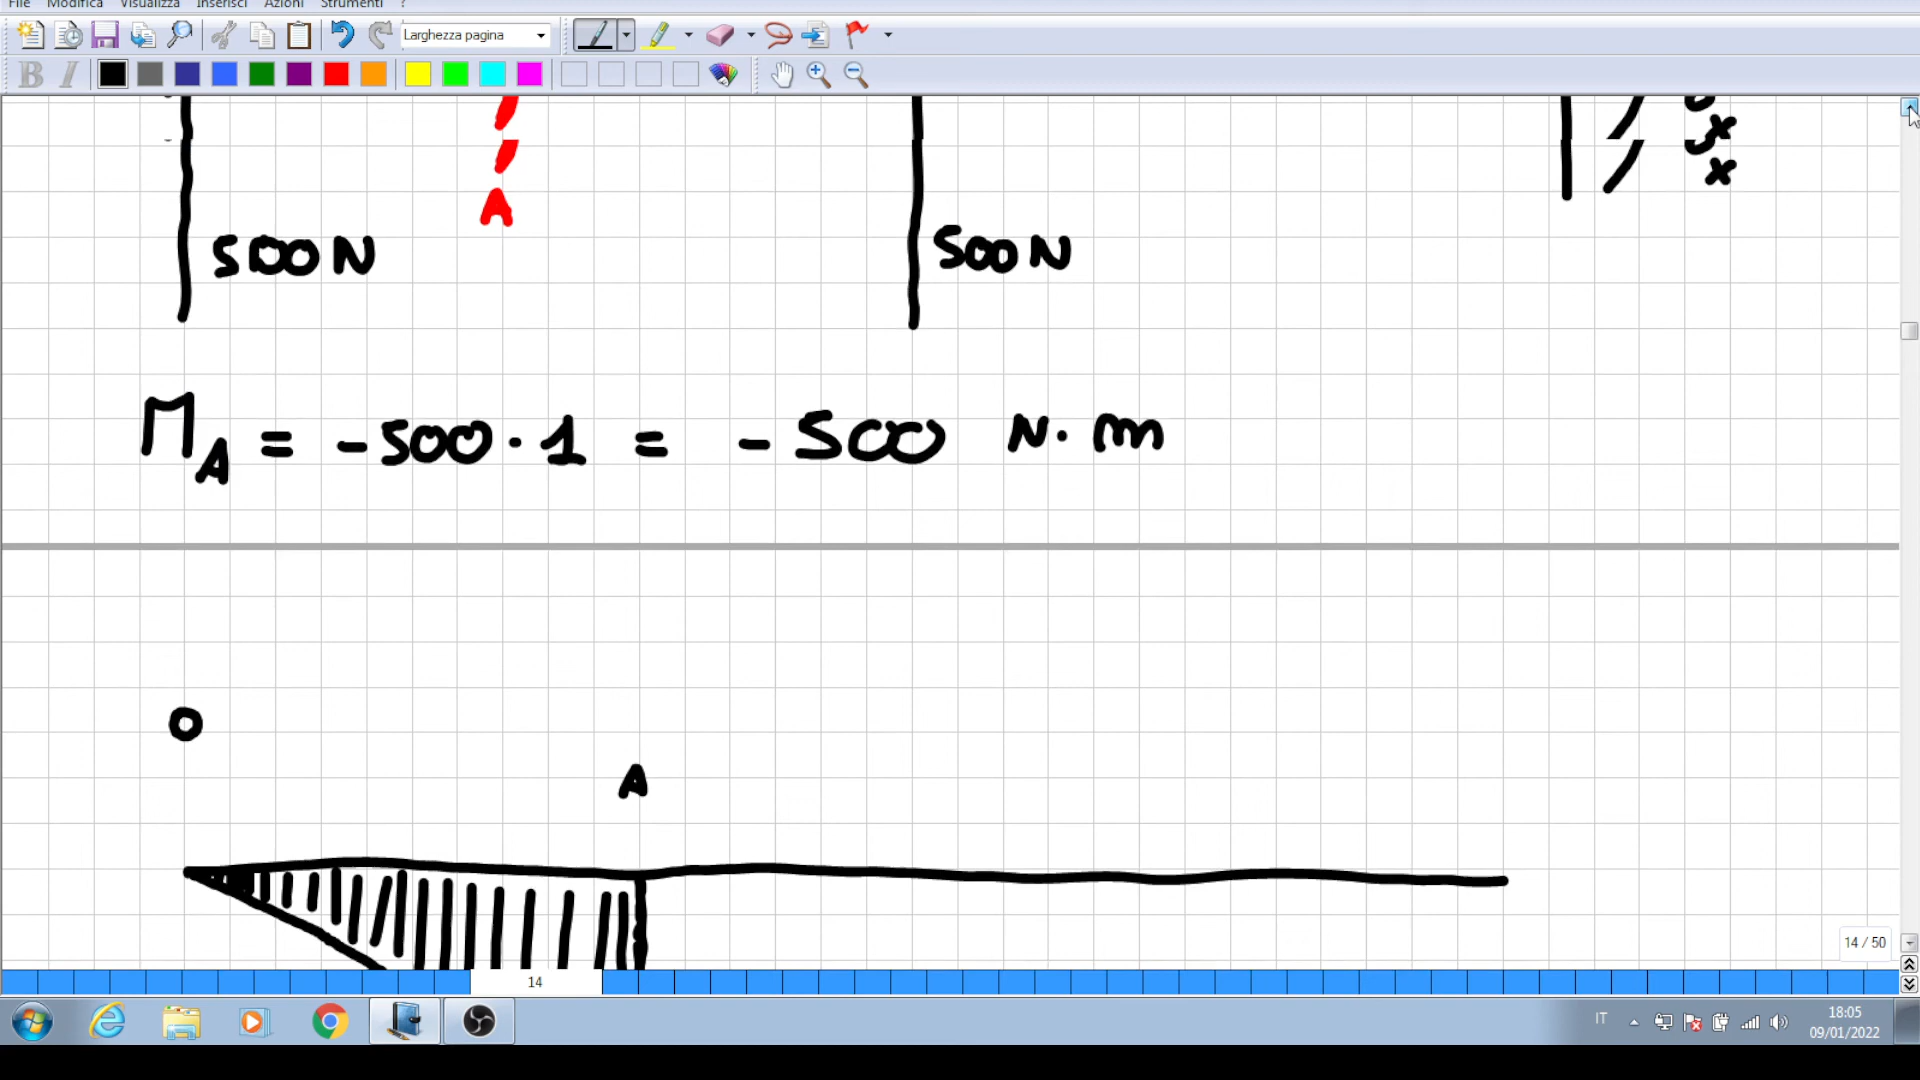 File Modifica Visualizza Inserisci Azioni Strumenti ?
Larghezza pagina
B I
x
x
A
500 N
500 N
M_A = -500 · 1 = -500 N · m
O
A
14 / 50
14
IT
18:05
09/01/2022